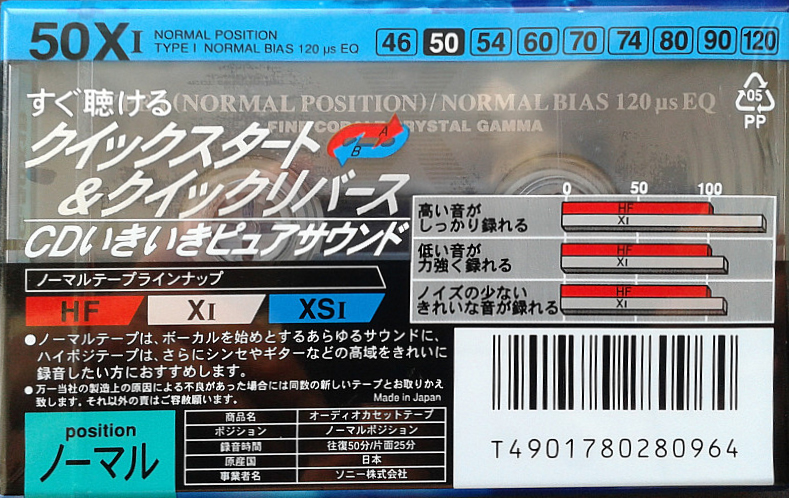 50XI
NORMAL POSITION
TYPE I NORMAL BIAS 120 μs EQ
46 50 54 60 70 74 80 90 120
すぐ聴ける
(NORMAL POSITION)/NORMAL BIAS 120 μs EQ
CRYSTAL GAMMA
クイックスタート
A
B
&クイックリバース
CDいきいきピュアサウンド
05
PP
0 50 100
高い音が
しっかり録れる
HF
XI
低い音が
力強く録れる
HF
XI
ノイズの少ない
きれいな音が録れる
HF
XI
ノーマルテープラインナップ
HF XI XSI
●ノーマルテープは、ボーカルを始めとするあらゆるサウンドに、
ハイポジテープは、さらにシンセやギターなどの高域をきれいに
録音したい方におすすめします。
●万一当社の製造上の原因による不良があった場合には同数の新しいテープとお取りかえ
致します。それ以外の責はご容赦願います。
Made in Japan
position
ノーマル
商品名 オーディオカセットテープ
ポジション ノーマルポジション
録音時間 往復50分/片面25分
原産国 日本
事業者名 ソニー株式会社
T4901780280964